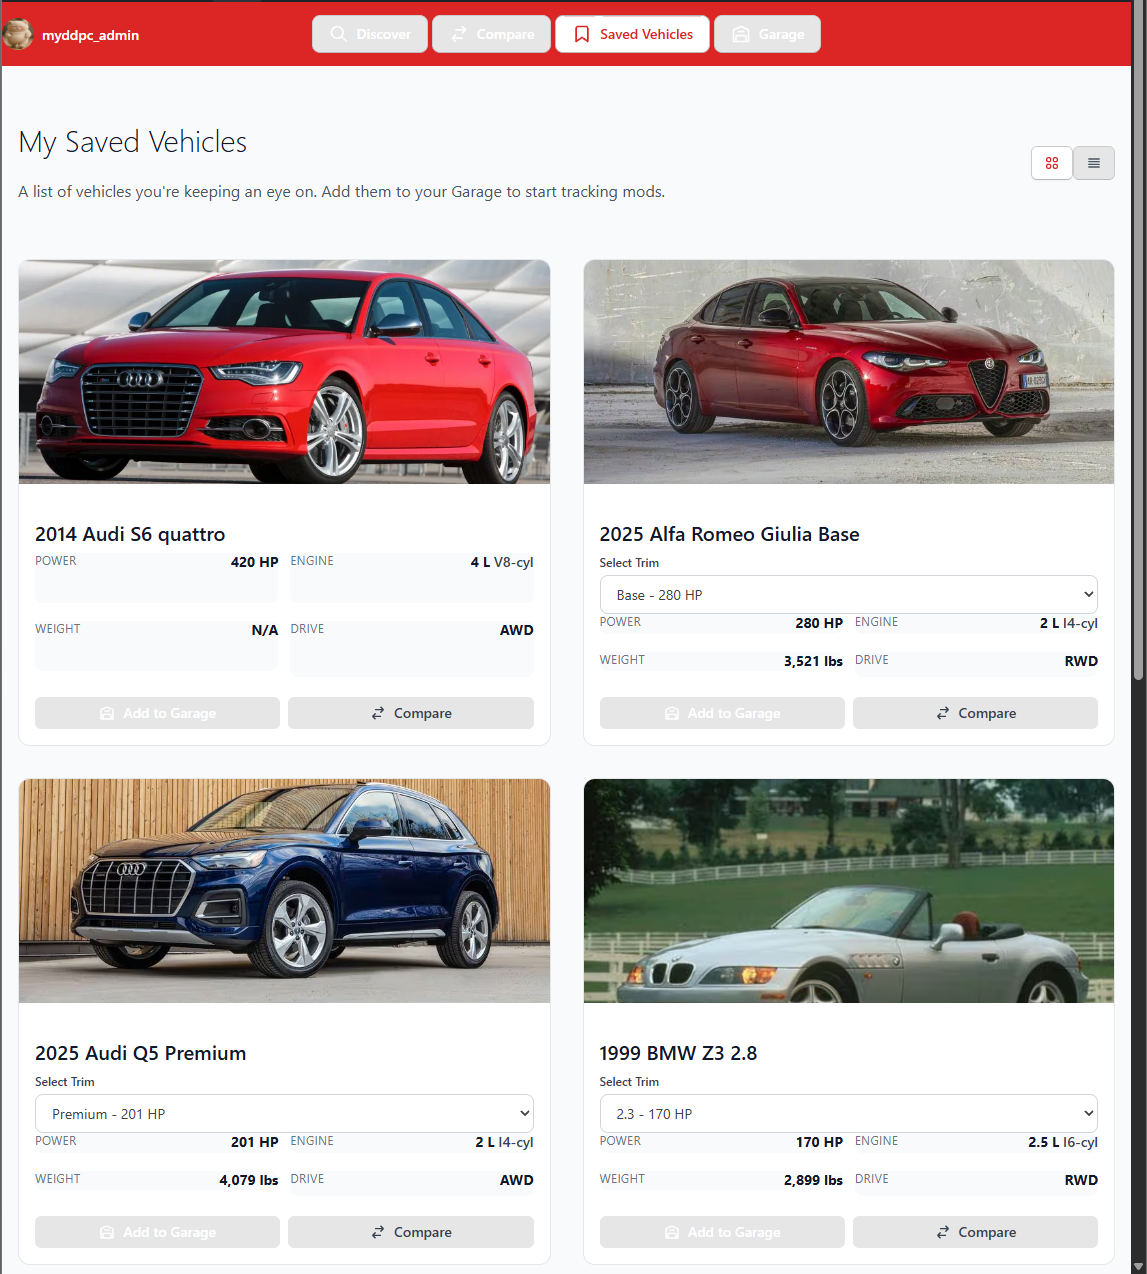 myddpc_admin
Discover
Compare
Saved Vehicles
Garage
My Saved Vehicles
A list of vehicles you're keeping an eye on. Add them to your Garage to start tracking mods.
2014 Audi S6 quattro
POWER 420 HP ENGINE 4 L V8-cyl
WEIGHT N/A DRIVE AWD
Add to Garage Compare
2025 Alfa Romeo Giulia Base
Select Trim
Base - 280 HP
POWER 280 HP ENGINE 2 L I4-cyl
WEIGHT 3,521 lbs DRIVE RWD
Add to Garage Compare
2025 Audi Q5 Premium
Select Trim
Premium - 201 HP
POWER 201 HP ENGINE 2 L I4-cyl
WEIGHT 4,079 lbs DRIVE AWD
Add to Garage Compare
1999 BMW Z3 2.8
Select Trim
2.3 - 170 HP
POWER 170 HP ENGINE 2.5 L I6-cyl
WEIGHT 2,899 lbs DRIVE RWD
Add to Garage Compare